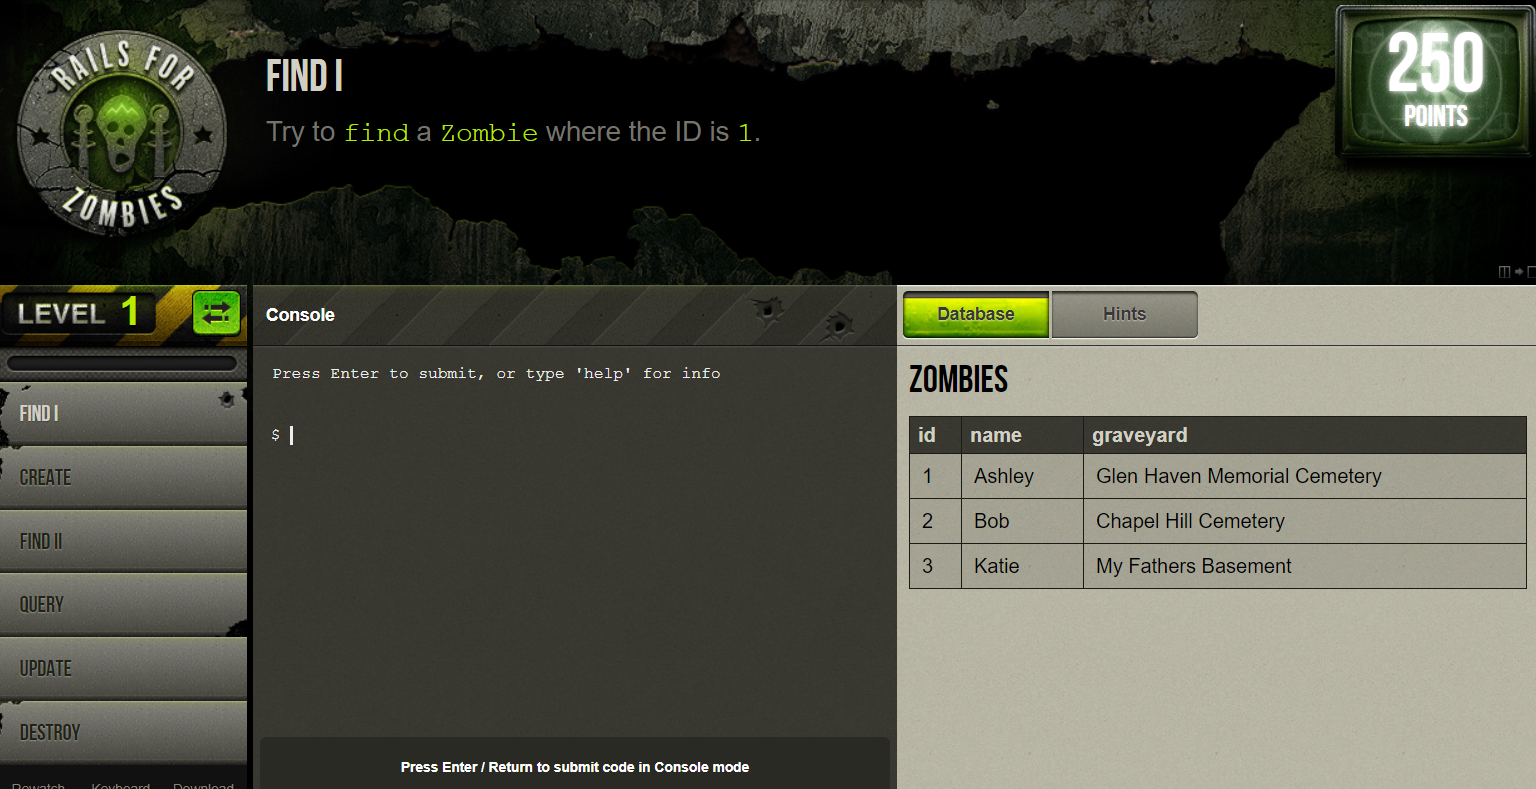 RAILS FOR
ZOMBIES
FIND I
Try to find a Zombie where the ID is 1.
250
POINTS
LEVEL 1
FIND I
CREATE
FIND II
QUERY
UPDATE
DESTROY
Rewatch Keyboard Download
Console
Press Enter to submit, or type 'help' for info
$
Press Enter / Return to submit code in Console mode
Database Hints
ZOMBIES
id name graveyard
1 Ashley Glen Haven Memorial Cemetery
2 Bob Chapel Hill Cemetery
3 Katie My Fathers Basement